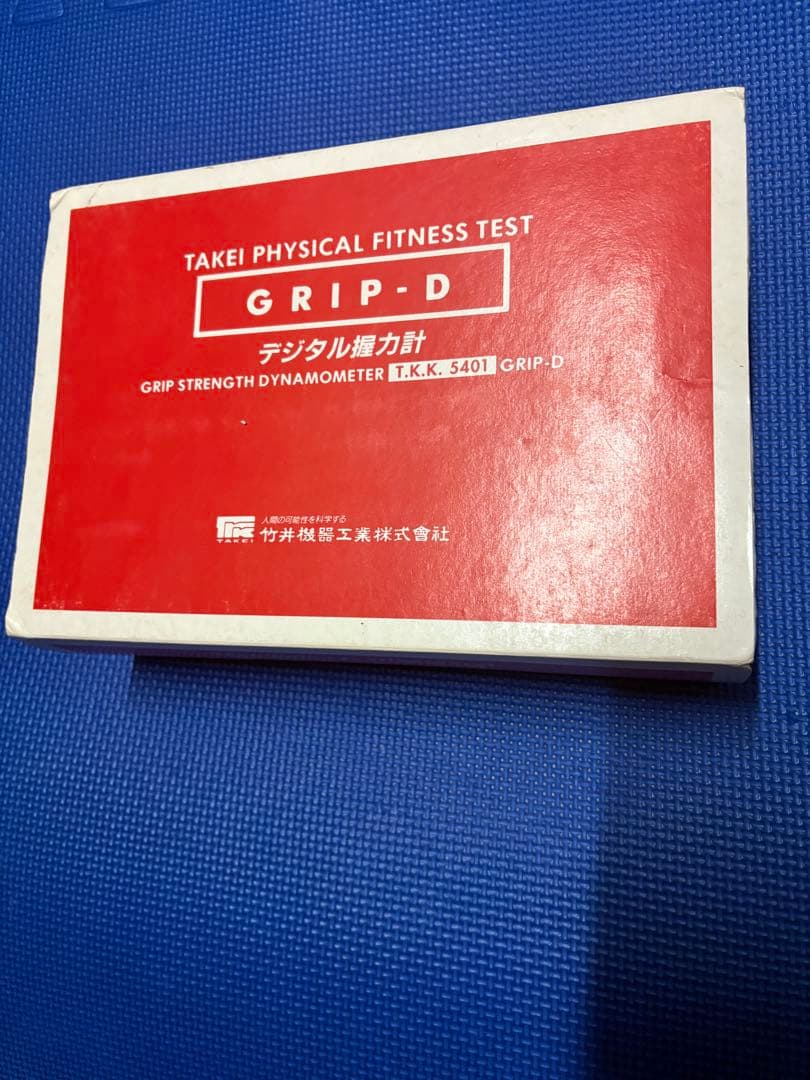 TAKEI PHYSICAL FITNESS TEST
GRIP-D
デジタル握力計
GRIP STRENGTH DYNAMOMETER T.K.K. 5401 GRIP-D
人間の可能性を科学する
TAKEI 竹井機器工業株式會社